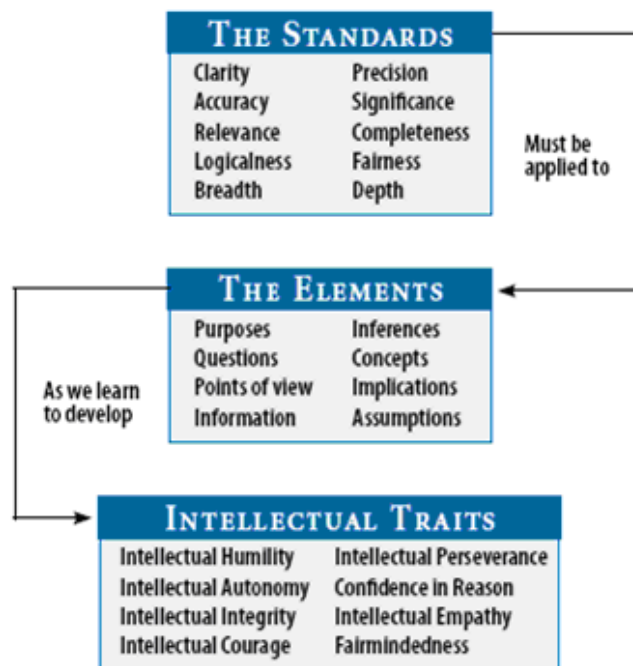 THE STANDARDS
Clarity Precision
Accuracy Significance
Relevance Completeness
Logicalness Fairness
Breadth Depth
Must be
applied to
THE ELEMENTS
Purposes Inferences
Questions Concepts
Points of view Implications
Information Assumptions
As we learn
to develop
INTELLECTUAL TRAITS
Intellectual Humility Intellectual Perseverance
Intellectual Autonomy Confidence in Reason
Intellectual Integrity Intellectual Empathy
Intellectual Courage Fairmindedness